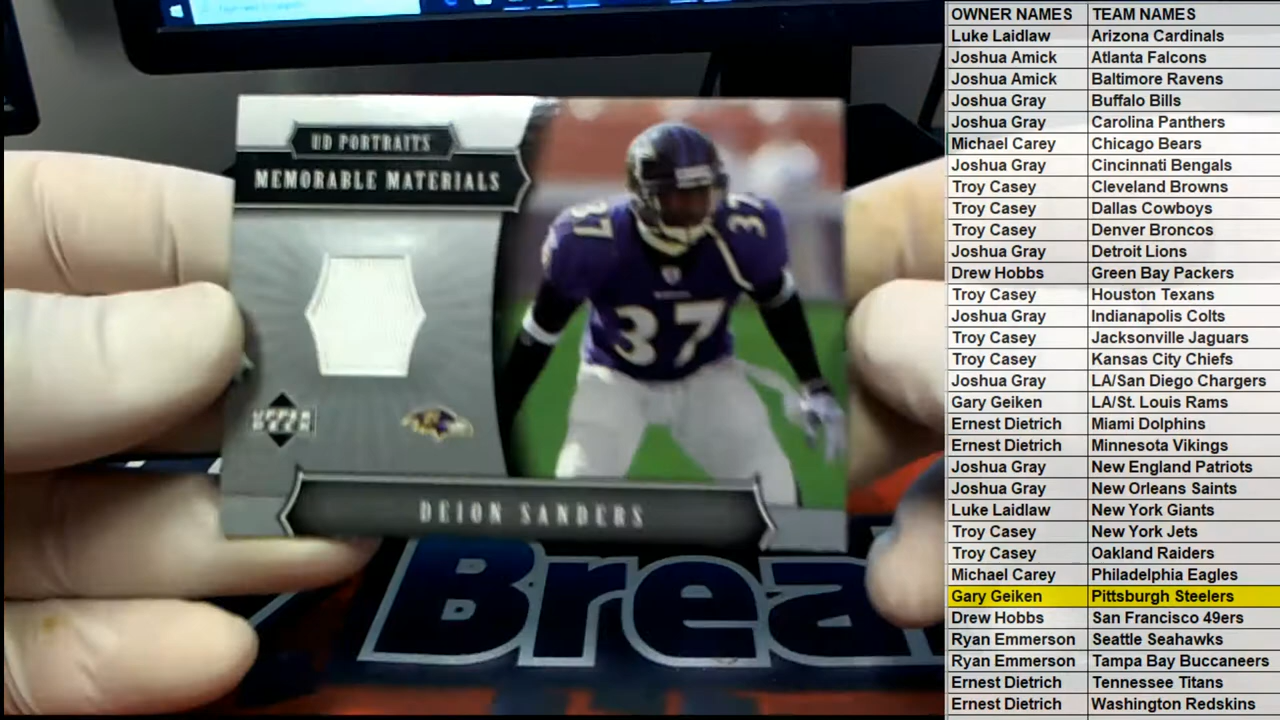 UD PORTRAITS
MEMORABLE MATERIALS
37
37
37
UPPER
DECK
DEION SANDERS
Brea
OWNER NAMES TEAM NAMES
Luke Laidlaw Arizona Cardinals
Joshua Amick Atlanta Falcons
Joshua Amick Baltimore Ravens
Joshua Gray Buffalo Bills
Joshua Gray Carolina Panthers
Michael Carey Chicago Bears
Joshua Gray Cincinnati Bengals
Troy Casey Cleveland Browns
Troy Casey Dallas Cowboys
Troy Casey Denver Broncos
Joshua Gray Detroit Lions
Drew Hobbs Green Bay Packers
Troy Casey Houston Texans
Joshua Gray Indianapolis Colts
Troy Casey Jacksonville Jaguars
Troy Casey Kansas City Chiefs
Joshua Gray LA/San Diego Chargers
Gary Geiken LA/St. Louis Rams
Ernest Dietrich Miami Dolphins
Ernest Dietrich Minnesota Vikings
Joshua Gray New England Patriots
Joshua Gray New Orleans Saints
Luke Laidlaw New York Giants
Troy Casey New York Jets
Troy Casey Oakland Raiders
Michael Carey Philadelphia Eagles
Gary Geiken Pittsburgh Steelers
Drew Hobbs San Francisco 49ers
Ryan Emmerson Seattle Seahawks
Ryan Emmerson Tampa Bay Buccaneers
Ernest Dietrich Tennessee Titans
Ernest Dietrich Washington Redskins